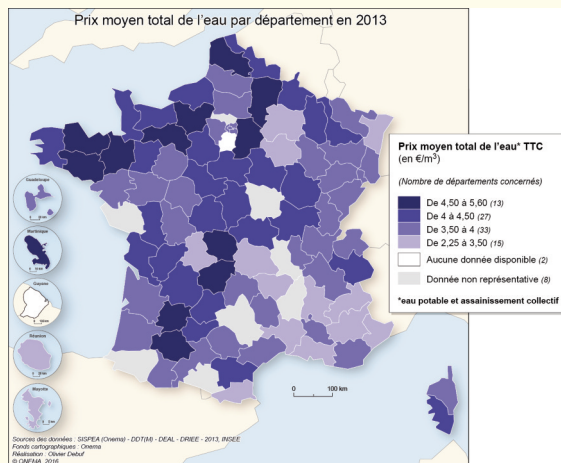 Prix moyen total de l'eau par département en 2013
Prix moyen total de l'eau* TTC
(en €/m³)
(Nombre de départements concernés)
De 4,50 à 5,60 (13)
De 4 à 4,50 (27)
De 3,50 à 4 (33)
De 2,25 à 3,50 (15)
Aucune donnée disponible (2)
Donnée non représentative (8)
*eau potable et assainissement collectif
Guadeloupe
Martinique
Guyane
Réunion
Mayotte
0 100 km
Sources des données : SISPEA (Onema) - DDT(M) - DEAL - DRIEE - 2013, INSEE
Fonds cartographiques : Onema
Réalisation : Olivier Debuf
© ONEMA, 2016